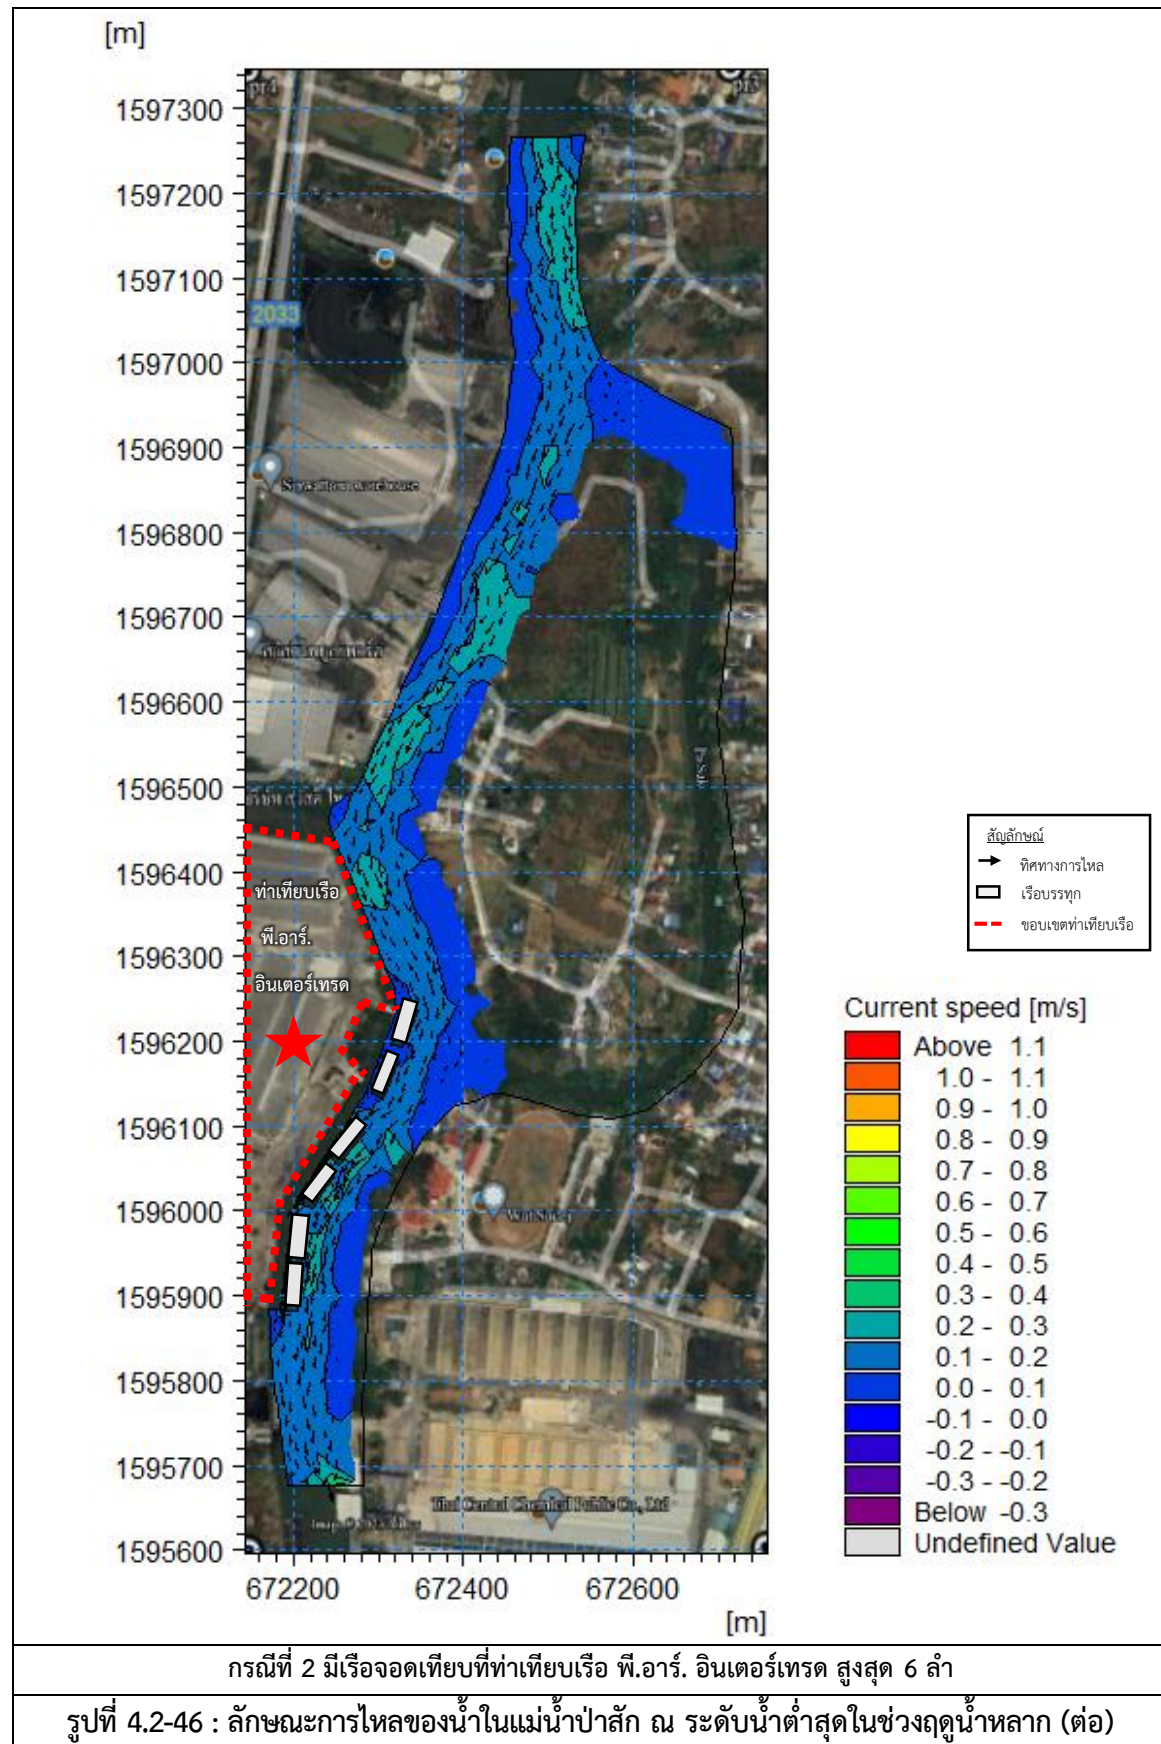 [m]
1597300
1597200
1597100
1597000
1596900
1596800
1596700
1596600
1596500
1596400
1596300
1596200
1596100
1596000
1595900
1595800
1595700
1595600
672200 672400 672600
[m]
pr4
pr3
2033
ท่าเทียบเรือ
พี.อาร์.
อินเตอร์เทรด
Thai Central Chemical Public Co., Ltd
สัญลักษณ์
ทิศทางการไหล
เรือบรรทุก
ขอบเขตท่าเทียบเรือ
Current speed [m/s]
Above 1.1
1.0 - 1.1
0.9 - 1.0
0.8 - 0.9
0.7 - 0.8
0.6 - 0.7
0.5 - 0.6
0.4 - 0.5
0.3 - 0.4
0.2 - 0.3
0.1 - 0.2
0.0 - 0.1
-0.1 - 0.0
-0.2 - -0.1
-0.3 - -0.2
Below -0.3
Undefined Value
กรณีที่ 2 มีเรือจอดเทียบที่ท่าเทียบเรือ พี.อาร์. อินเตอร์เทรด สูงสุด 6 ลำ
รูปที่ 4.2-46 : ลักษณะการไหลของน้ำในแม่น้ำป่าสัก ณ ระดับน้ำต่ำสุดในช่วงฤดูน้ำหลาก (ต่อ)